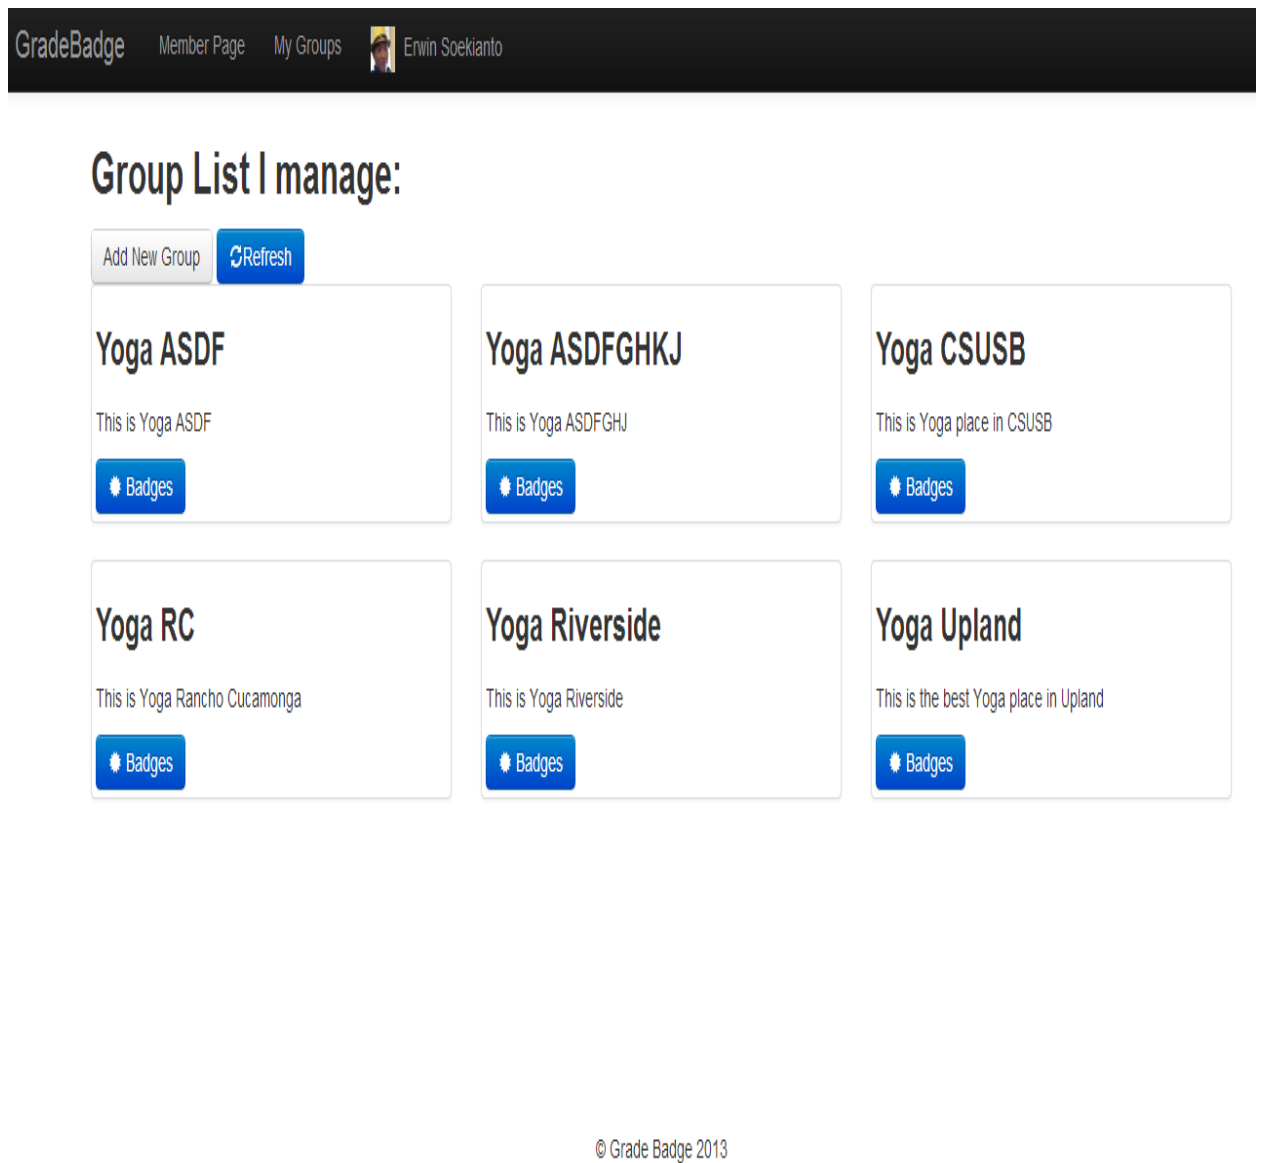 GradeBadge Member Page My Groups Erwin Soekianto
Group List I manage:
Add New Group Refresh
Yoga ASDF
This is Yoga ASDF
Badges
Yoga ASDFGHKJ
This is Yoga ASDFGHJ
Badges
Yoga CSUSB
This is Yoga place in CSUSB
Badges
Yoga RC
This is Yoga Rancho Cucamonga
Badges
Yoga Riverside
This is Yoga Riverside
Badges
Yoga Upland
This is the best Yoga place in Upland
Badges
© Grade Badge 2013